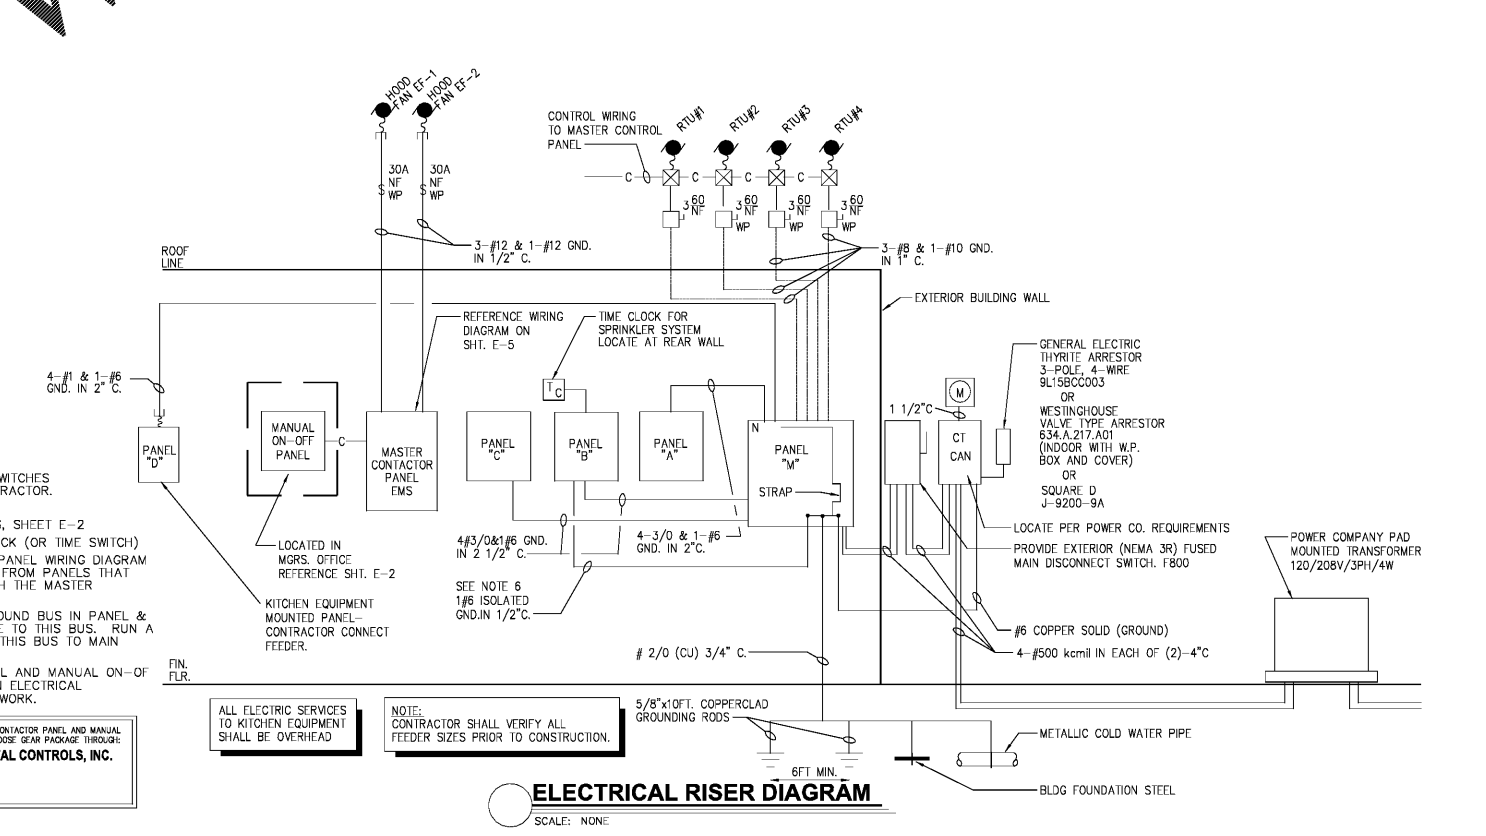 HOOD
FAN EF-1
HOOD
FAN EF-2
CONTROL WIRING
TO MASTER CONTROL
PANEL
RTU#1
RTU#2
RTU#3
RTU#4
C
C
C
C
30A
NF
WP
30A
NF
WP
S
S
3 60
NF
3 60
NF
WP
3 60
NF
WP
3 60
NF
WP
3-#12 & 1-#12 GND.
IN 1/2" C.
3-#8 & 1-#10 GND.
IN 1" C.
ROOF
LINE
EXTERIOR BUILDING WALL
REFERENCE WIRING
DIAGRAM ON
SHT. E-5
TIME CLOCK FOR
SPRINKLER SYSTEM
LOCATE AT REAR WALL
GENERAL ELECTRIC
THYRITE ARRESTOR
3-POLE, 4-WIRE
9L15BCC003
OR
WESTINGHOUSE
VALVE TYPE ARRESTOR
634.A.217.A01
(INDOOR WITH W.P.
BOX AND COVER)
OR
SQUARE D
J-9200-9A
4-#1 & 1-#6
GND. IN 2" C.
T C
M
1 1/2"C
PANEL
"D"
MANUAL
ON-OFF
PANEL
C
MASTER
CONTACTOR
PANEL
EMS
PANEL
"C"
PANEL
"B"
PANEL
"A"
N
PANEL
"M"
STRAP
CT
CAN
WITCHES
RACTOR.
, SHEET E-2
CK (OR TIME SWITCH)
PANEL WIRING DIAGRAM
FROM PANELS THAT
H THE MASTER
OUND BUS IN PANEL &
E TO THIS BUS. RUN A
THIS BUS TO MAIN
L AND MANUAL ON-OF
N ELECTRICAL
WORK.
LOCATED IN
MGRS. OFFICE
REFERENCE SHT. E-2
4#3/0&1#6 GND.
IN 2 1/2" C.
4-3/0 & 1-#6
GND. IN 2"C.
LOCATE PER POWER CO. REQUIREMENTS
PROVIDE EXTERIOR (NEMA 3R) FUSED
MAIN DISCONNECT SWITCH. F800
POWER COMPANY PAD
MOUNTED TRANSFORMER
120/208V/3PH/4W
SEE NOTE 6
1#6 ISOLATED
GND.IN 1/2"C.
KITCHEN EQUIPMENT
MOUNTED PANEL-
CONTRACTOR CONNECT
FEEDER.
#6 COPPER SOLID (GROUND)
4-#500 kcmil IN EACH OF (2)-4"C
# 2/0 (CU) 3/4" C.
FIN.
FLR.
ALL ELECTRIC SERVICES
TO KITCHEN EQUIPMENT
SHALL BE OVERHEAD
NOTE:
CONTRACTOR SHALL VERIFY ALL
FEEDER SIZES PRIOR TO CONSTRUCTION.
5/8"x10FT. COPPERCLAD
GROUNDING RODS
METALLIC COLD WATER PIPE
6FT MIN.
BLDG FOUNDATION STEEL
ONTACTOR PANEL AND MANUAL
OOSE GEAR PACKAGE THROUGH:
AL CONTROLS, INC.
ELECTRICAL RISER DIAGRAM
SCALE: NONE